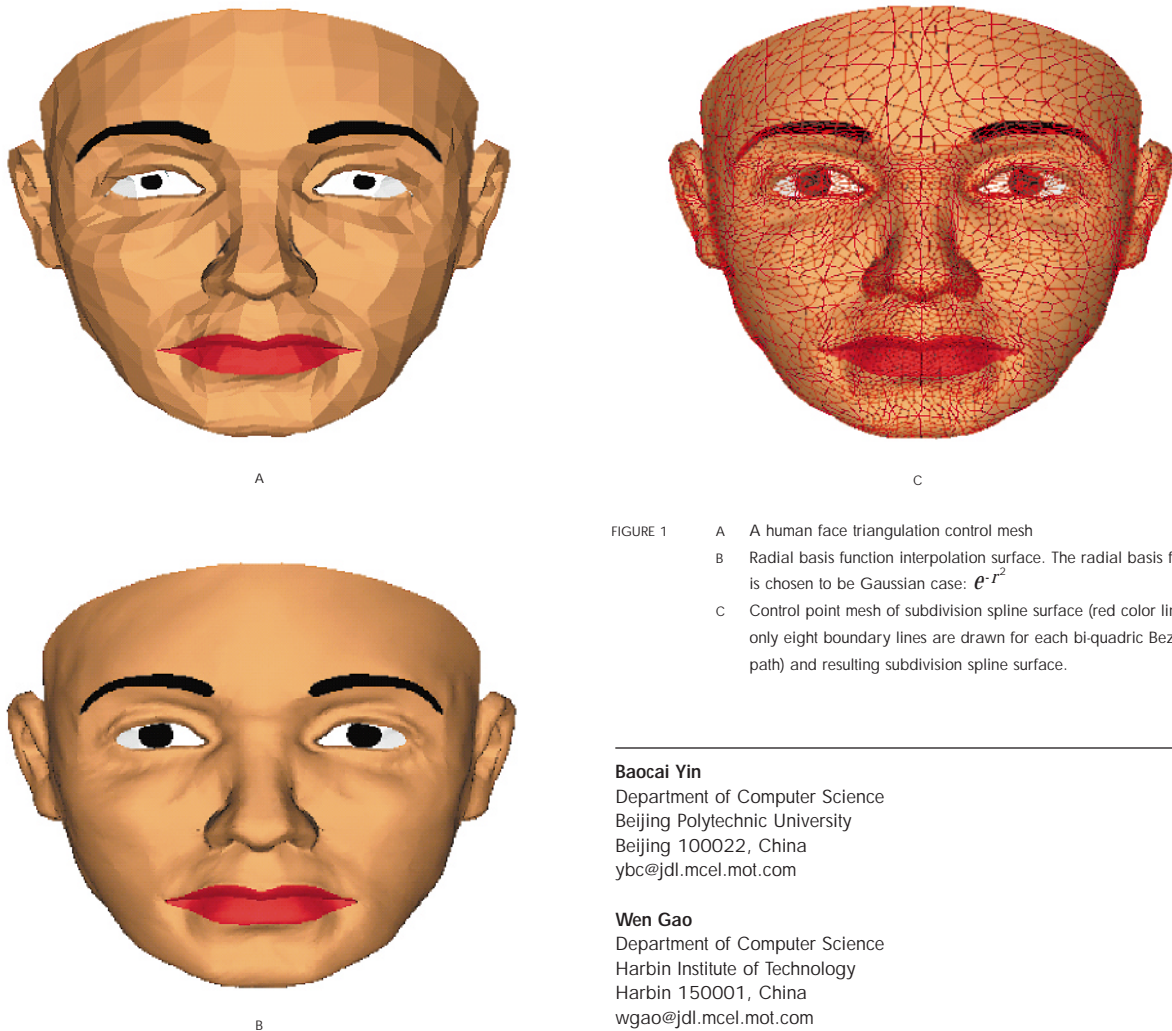 A
C
FIGURE 1 A A human face triangulation control mesh
B Radial basis function interpolation surface. The radial basis
is chosen to be Gaussian case: e^-r^2
C Control point mesh of subdivision spline surface (red color
only eight boundary lines are drawn for each bi-quadric
path) and resulting subdivision spline surface.
B
Baocai Yin
Department of Computer Science
Beijing Polytechnic University
Beijing 100022, China
ybc@jdl.mcel.mot.com
Wen Gao
Department of Computer Science
Harbin Institute of Technology
Harbin 150001, China
wgao@jdl.mcel.mot.com